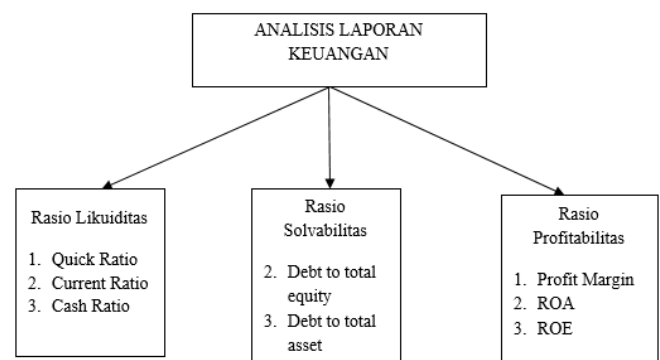 ANALISIS LAPORAN
KEUANGAN
Rasio Likuiditas
1. Quick Ratio
2. Current Ratio
3. Cash Ratio
Rasio
Solvabilitas
2. Debt to total
equity
3. Debt to total
asset
Rasio
Profitabilitas
1. Profit Margin
2. ROA
3. ROE